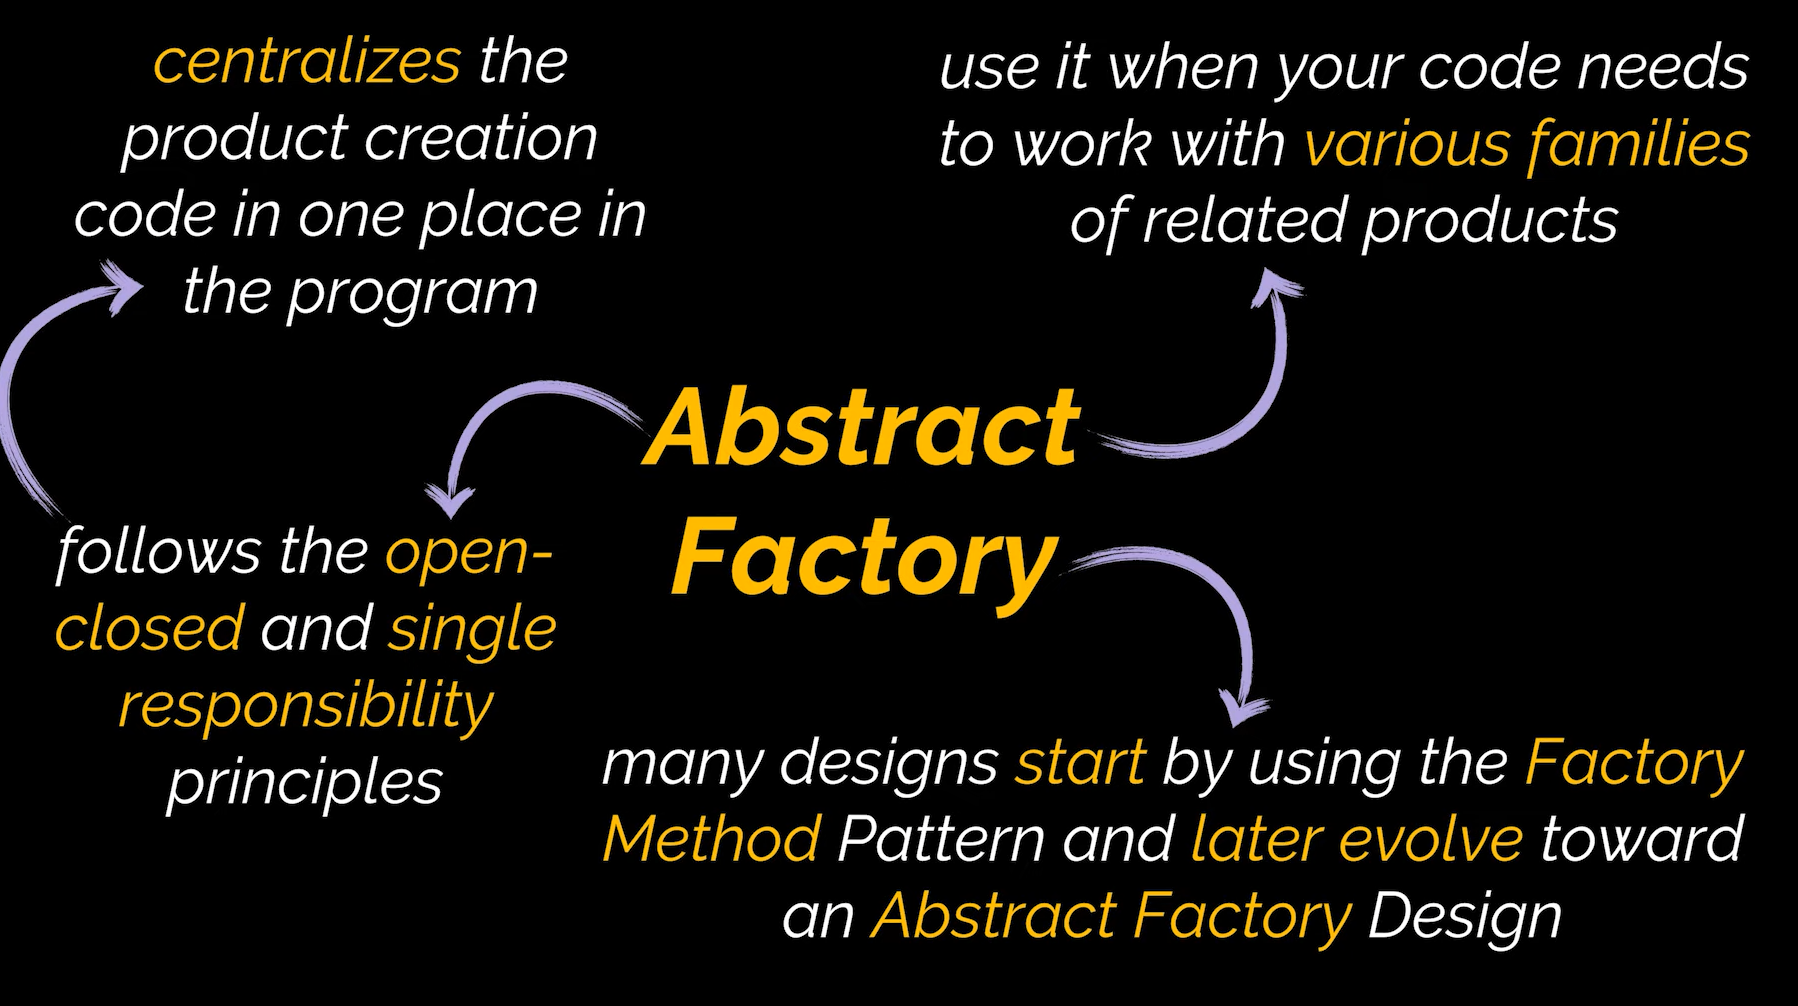 centralizes the
product creation
code in one place in
the program
use it when your code needs
to work with various families
of related products
Abstract
Factory
follows the open-
closed and single
responsibility
principles
many designs start by using the Factory
Method Pattern and later evolve toward
an Abstract Factory Design